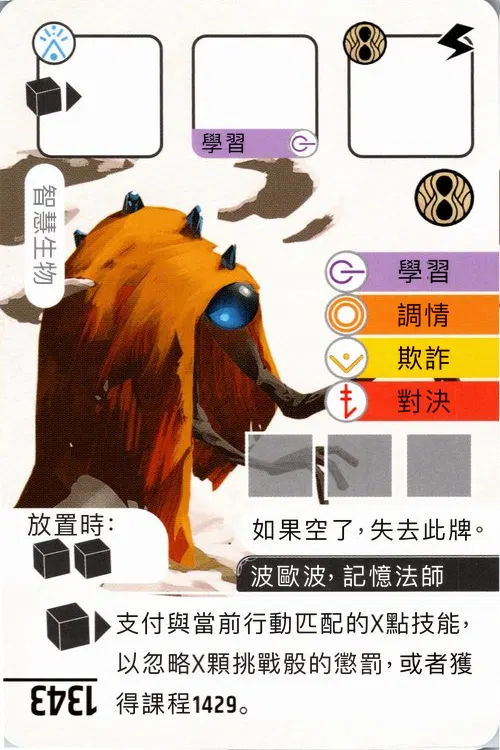 學習
智慧生物
學習
調情
欺詐
對決
放置時：
如果空了，失去此牌。
波歐波，記憶法師
支付與當前行動匹配的X點技能，
以忽略X顆挑戰骰的懲罰，或者獲
得課程1429。
1343